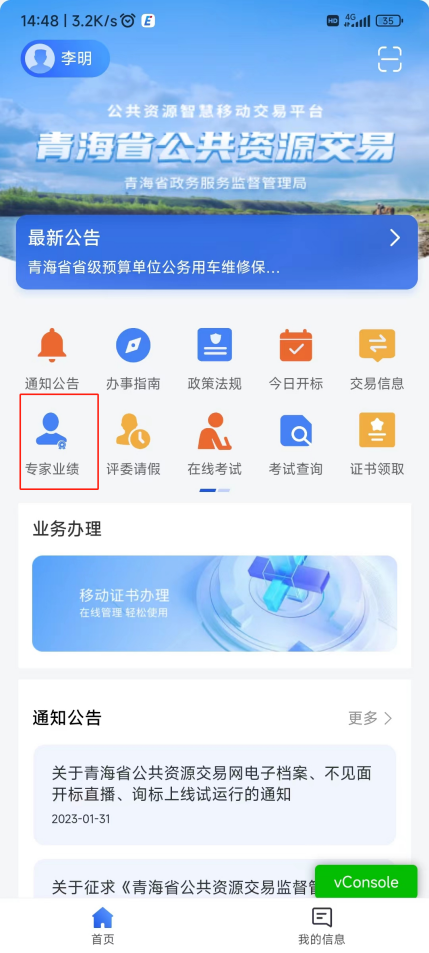 14:48 | 3.2K/s
HD 4G 35
李明
公共资源智慧移动交易平台
青海省公共资源交易
青海省政务服务监督管理局
最新公告
青海省省级预算单位公务用车维修保...
通知公告 办事指南 政策法规 今日开标 交易信息
专家业绩 评委请假 在线考试 考试查询 证书领取
业务办理
移动证书办理
在线管理 轻松使用
通知公告 更多
关于青海省公共资源交易网电子档案、不见面
开标直播、询标上线试运行的通知
2023-01-31
关于征求《青海省公共资源交易监督管
vConsole
首页 我的信息